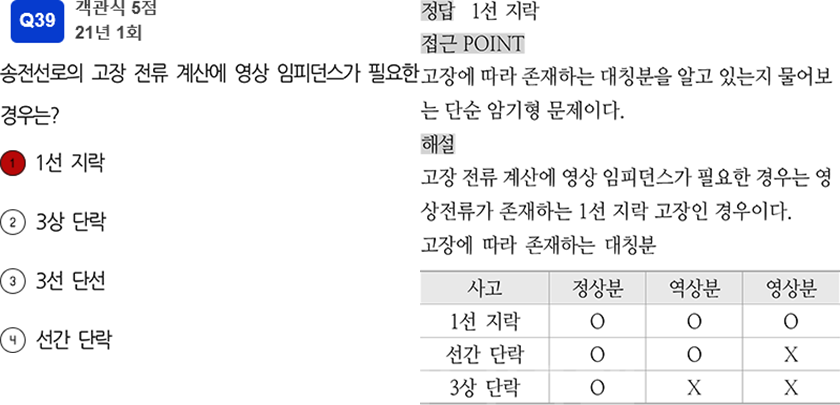 Q39
객관식 5점
21년 1회
송전선로의 고장 전류 계산에 영상 임피던스가 필요한
경우는?
1 1선 지락
2 3상 단락
3 3선 단선
4 선간 단락
정답 1선 지락
접근 POINT
고장에 따라 존재하는 대칭분을 알고 있는지 물어보
는 단순 암기형 문제이다.
해설
고장 전류 계산에 영상 임피던스가 필요한 경우는 영
상전류가 존재하는 1선 지락 고장인 경우이다.
고장에 따라 존재하는 대칭분
사고 정상분 역상분 영상분
1선 지락 O O O
선간 단락 O O X
3상 단락 O X X